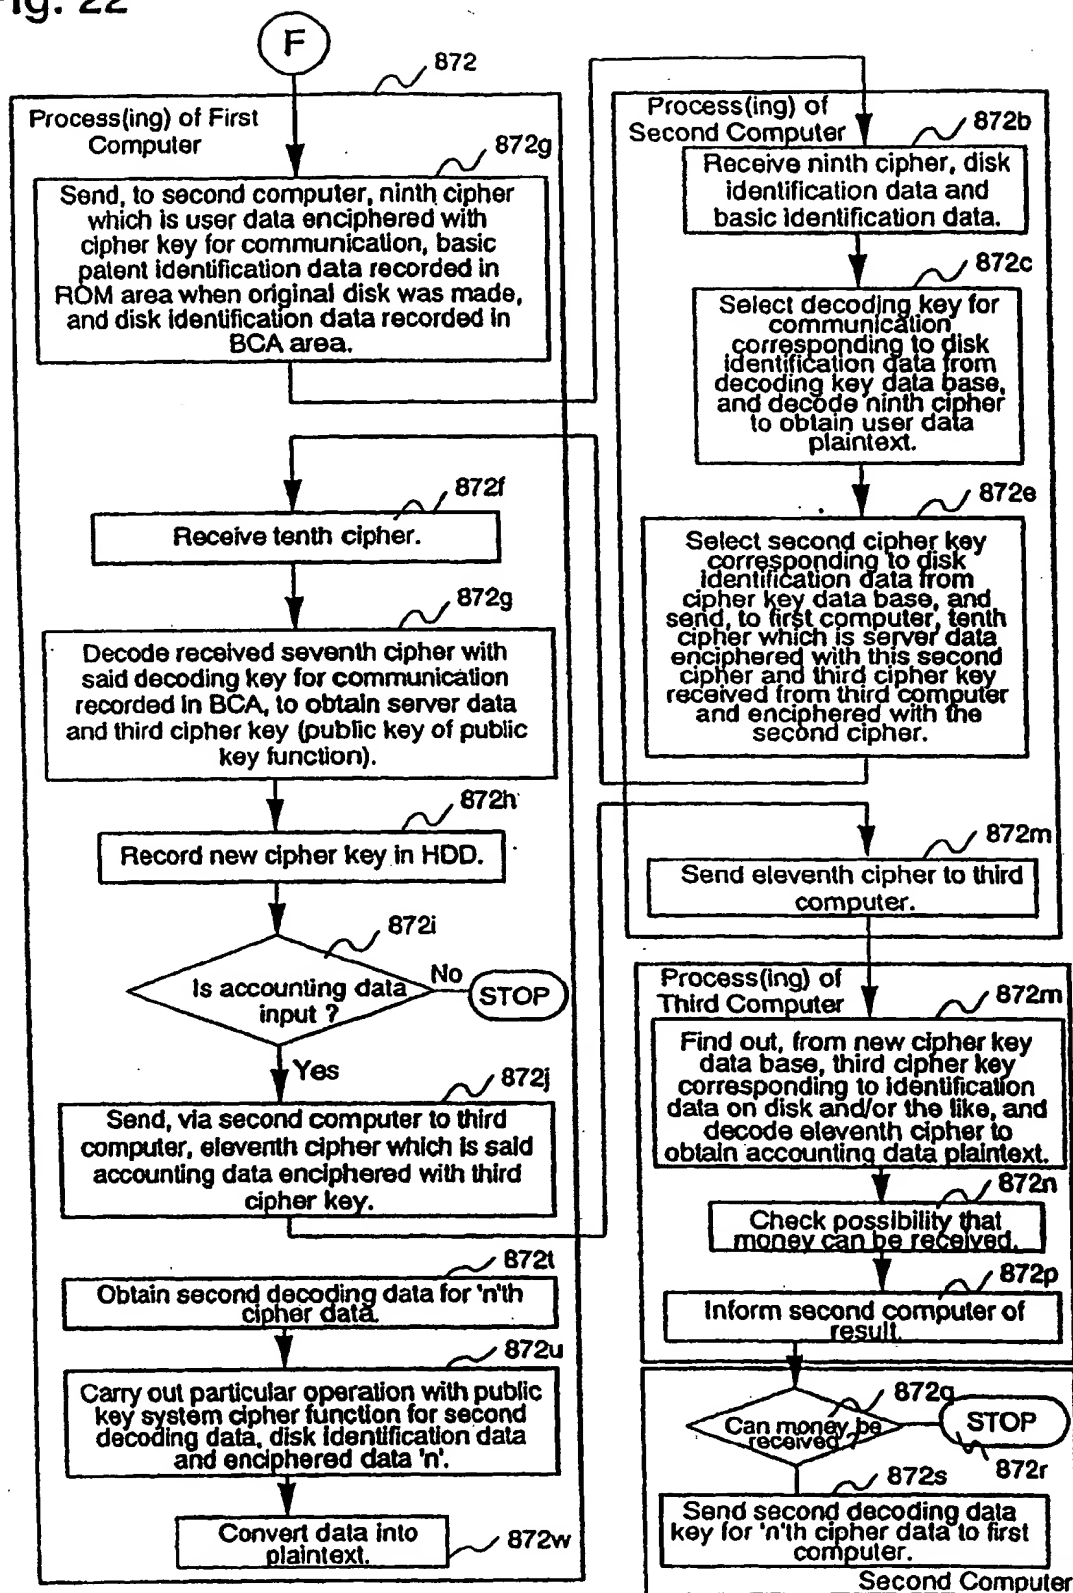 Fig. 22
F
872
Process(ing) of First
Computer
872g
Send, to second computer, ninth cipher
which is user data enciphered with
cipher key for communication, basic
patent identification data recorded in
ROM area when original disk was made,
and disk identification data recorded in
BCA area.
Process(ing) of
Second Computer
872b
Receive ninth cipher, disk
identification data and
basic identification data.
872c
Select decoding key for
communication
corresponding to disk
identification data from
decoding key data base,
and decode ninth cipher
to obtain user data
plaintext.
872e
Select second cipher key
corresponding to disk
identification data from
cipher key data base, and
send, to first computer, tenth
cipher which is server data
enciphered with this second
cipher and third cipher key
received from third computer
and enciphered with the
second cipher.
872f
Receive tenth cipher.
872g
Decode received seventh cipher with
said decoding key for communication
recorded in BCA, to obtain server data
and third cipher key (public key of public
key function).
872h
Record new cipher key in HDD.
872i
Is accounting data
input ?
No
STOP
Yes
872j
Send, via second computer to third
computer, eleventh cipher which is said
accounting data enciphered with third
cipher key.
872m
Send eleventh cipher to third
computer.
Process(ing) of
Third Computer
872m
Find out, from new cipher key
data base, third cipher key
corresponding to identification
data on disk and/or the like, and
decode eleventh cipher to
obtain accounting data plaintext.
872n
Check possibility that
money can be received.
872p
Inform second computer of
result.
872q
Can money be
received ?
STOP
872r
872s
Send second decoding data
key for 'n'th cipher data to first
computer.
Second Computer
872t
Obtain second decoding data for 'n'th
cipher data.
872u
Carry out particular operation with public
key system cipher function for second
decoding data, disk identification data
and enciphered data 'n'.
Convert data into
plaintext.
872w